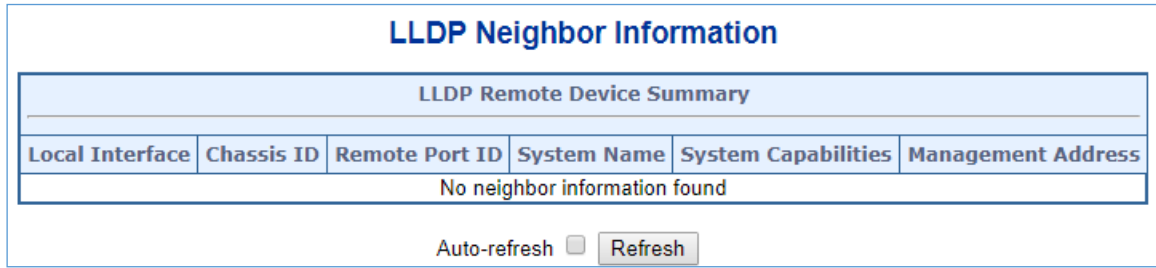 LLDP Neighbor Information
LLDP Remote Device Summary
Local Interface Chassis ID Remote Port ID System Name System Capabilities Management Address
No neighbor information found
Auto-refresh Refresh